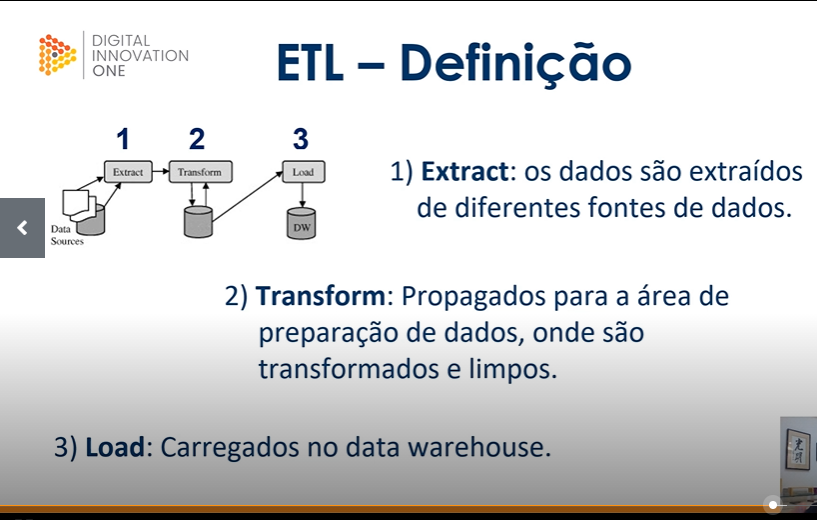 DIGITAL
INNOVATION
ONE
ETL – Definição
1 2 3
Extract Transform Load
Data
Sources
DW
1) Extract: os dados são extraídos
de diferentes fontes de dados.
2) Transform: Propagados para a área de
preparação de dados, onde são
transformados e limpos.
3) Load: Carregados no data warehouse.